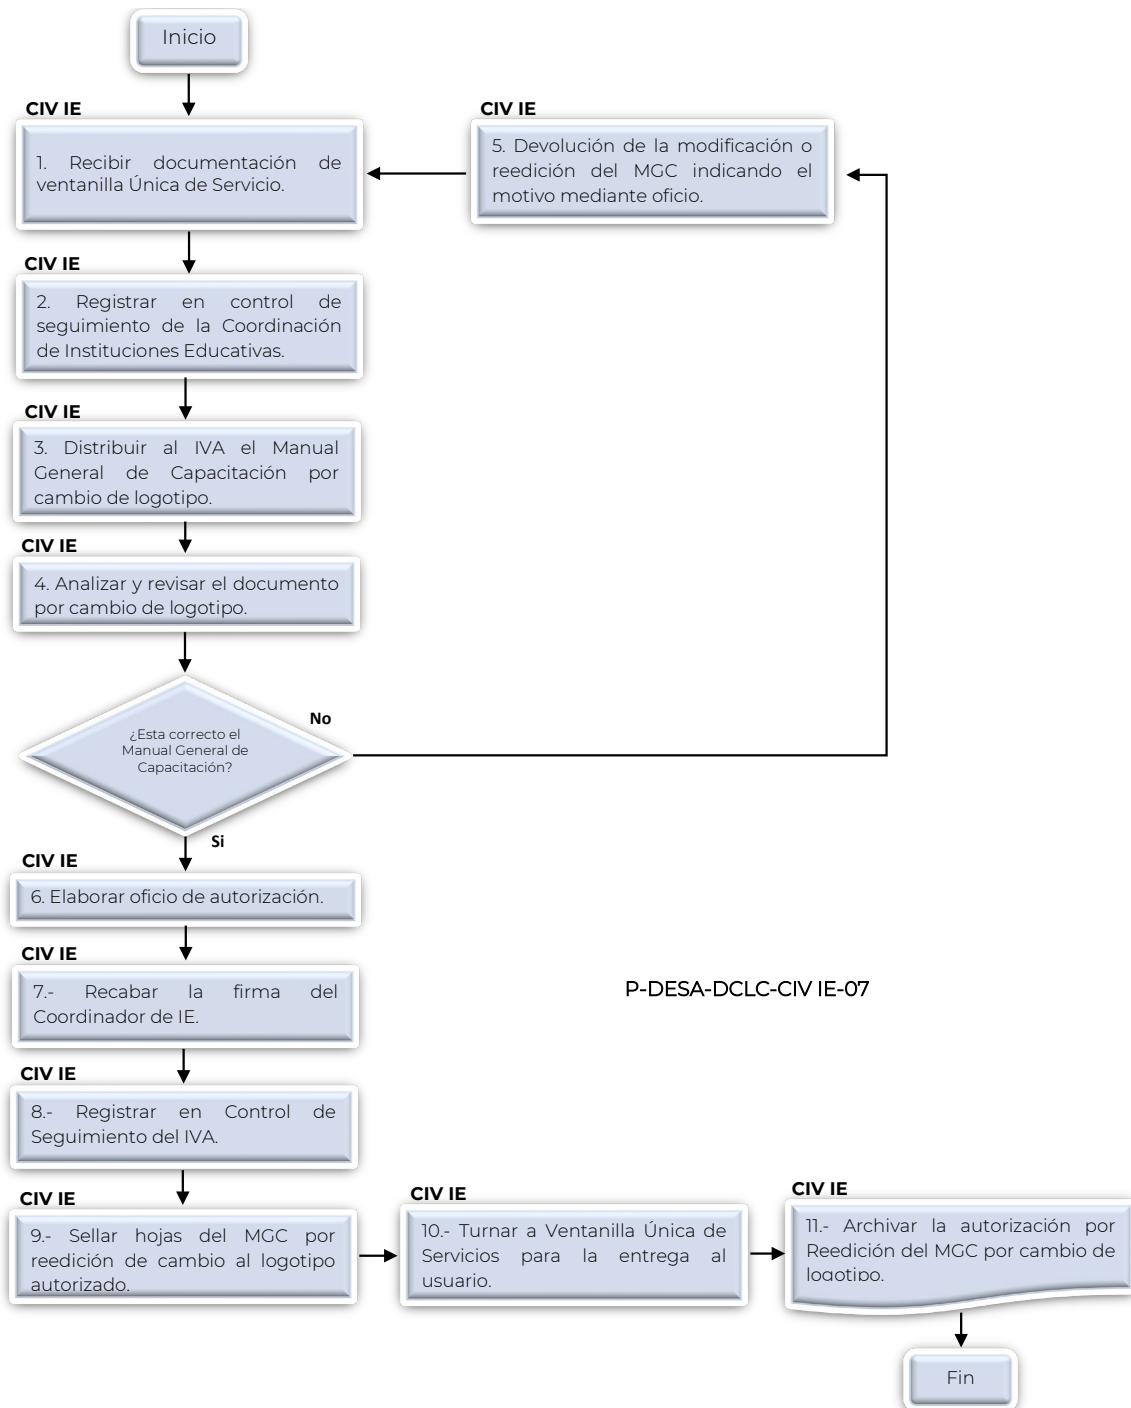 Inicio
CIV IE
1. Recibir documentación de
ventanilla Única de Servicio.
CIV IE
5. Devolución de la modificación o
reedición del MGC indicando el
motivo mediante oficio.
CIV IE
2. Registrar en control de
seguimiento de la Coordinación
de Instituciones Educativas.
CIV IE
3. Distribuir al IVA el Manual
General de Capacitación por
cambio de logotipo.
CIV IE
4. Analizar y revisar el documento
por cambio de logotipo.
¿Esta correcto el
Manual General de
Capacitación?
No
Si
CIV IE
6. Elaborar oficio de autorización.
CIV IE
7.- Recabar la firma del
Coordinador de IE.
P-DESA-DCLC-CIV IE-07
CIV IE
8.- Registrar en Control de
Seguimiento del IVA.
CIV IE
9.- Sellar hojas del MGC por
reedición de cambio al logotipo
autorizado.
CIV IE
10.- Turnar a Ventanilla Única de
Servicios para la entrega al
usuario.
CIV IE
11.- Archivar la autorización por
Reedición del MGC por cambio de
logotipo.
Fin